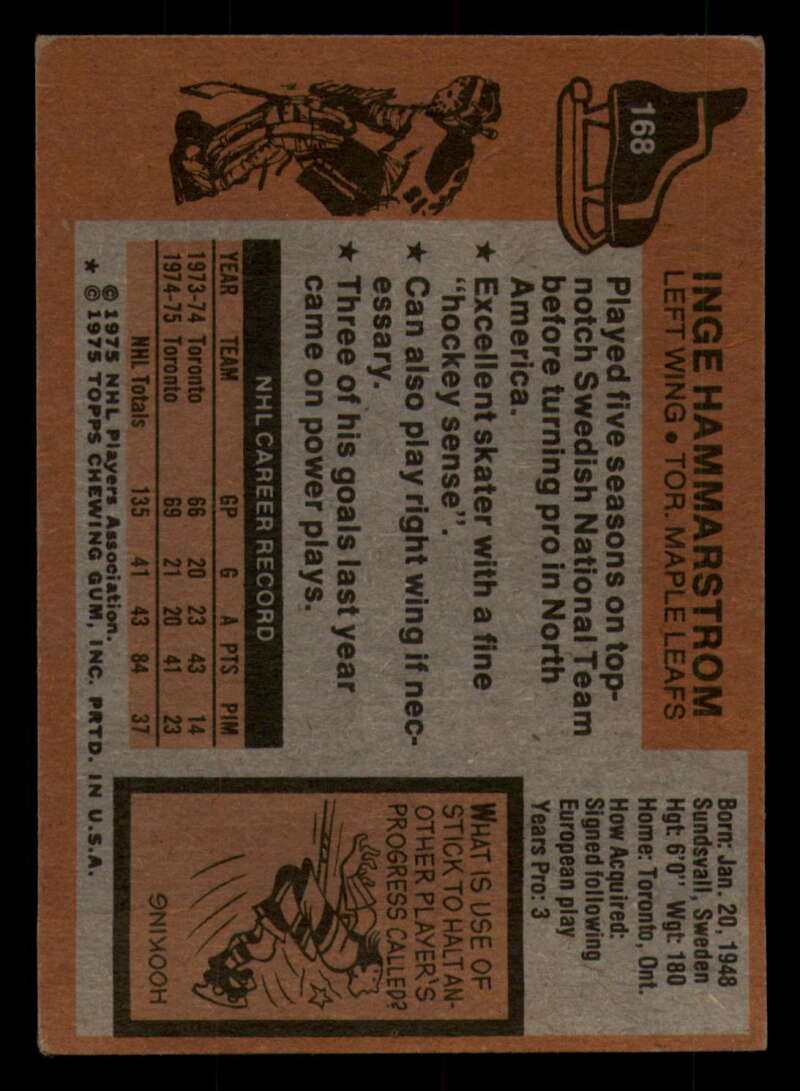 168
INGE HAMMARSTROM
LEFT WING • TOR. MAPLE LEAFS
Played five seasons on top-
notch Swedish National Team
before turning pro in North
America.
★ Excellent skater with a fine
"hockey sense".
★ Can also play right wing if nec-
essary.
★ Three of his goals last year
came on power plays.
NHL CAREER RECORD
YEAR TEAM GP G A PTS PIM
1973-74 Toronto 66 20 23 43 14
1974-75 Toronto 69 21 20 41 23
NHL Totals 135 41 43 84 37
© 1975 NHL Players Association.
★ © 1975 TOPPS CHEWING GUM, INC. PRTD. IN U.S.A.
Born: Jan. 20, 1948
Sundsvall, Sweden
Hgt: 6'0" Wgt: 180
Home: Toronto, Ont.
How Acquired:
Signed following
European play
Years Pro: 3
WHAT IS USE OF
STICK TO HALT AN-
OTHER PLAYER'S
PROGRESS CALLED?
HOOKING